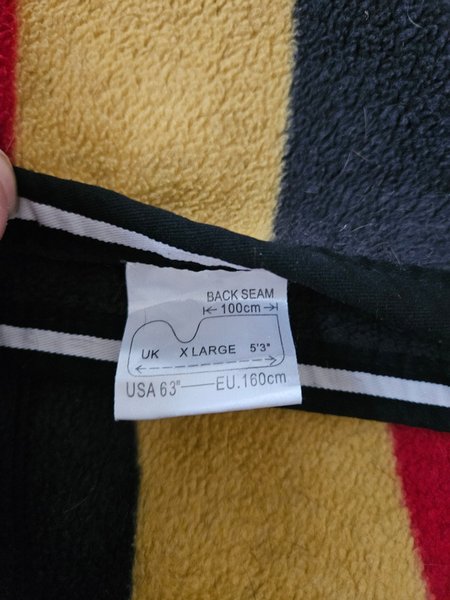 BACK SEAM
100cm
UK X LARGE 5'3"
USA 63" EU.160cm